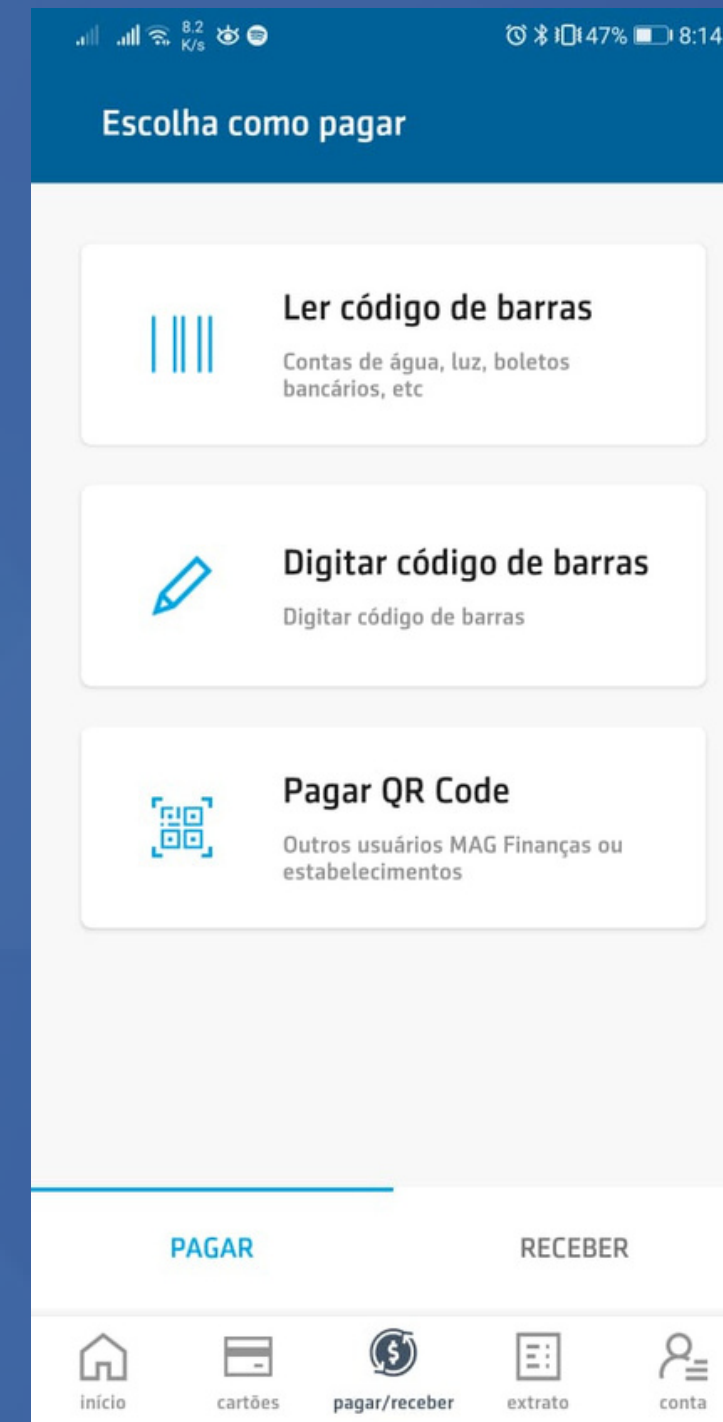 8.2
K/s
47%
8:14
Escolha como pagar
Ler código de barras
Contas de água, luz, boletos
bancários, etc
Digitar código de barras
Digitar código de barras
Pagar QR Code
Outros usuários MAG Finanças ou
estabelecimentos
PAGAR
RECEBER
início
cartões
pagar/receber
extrato
conta